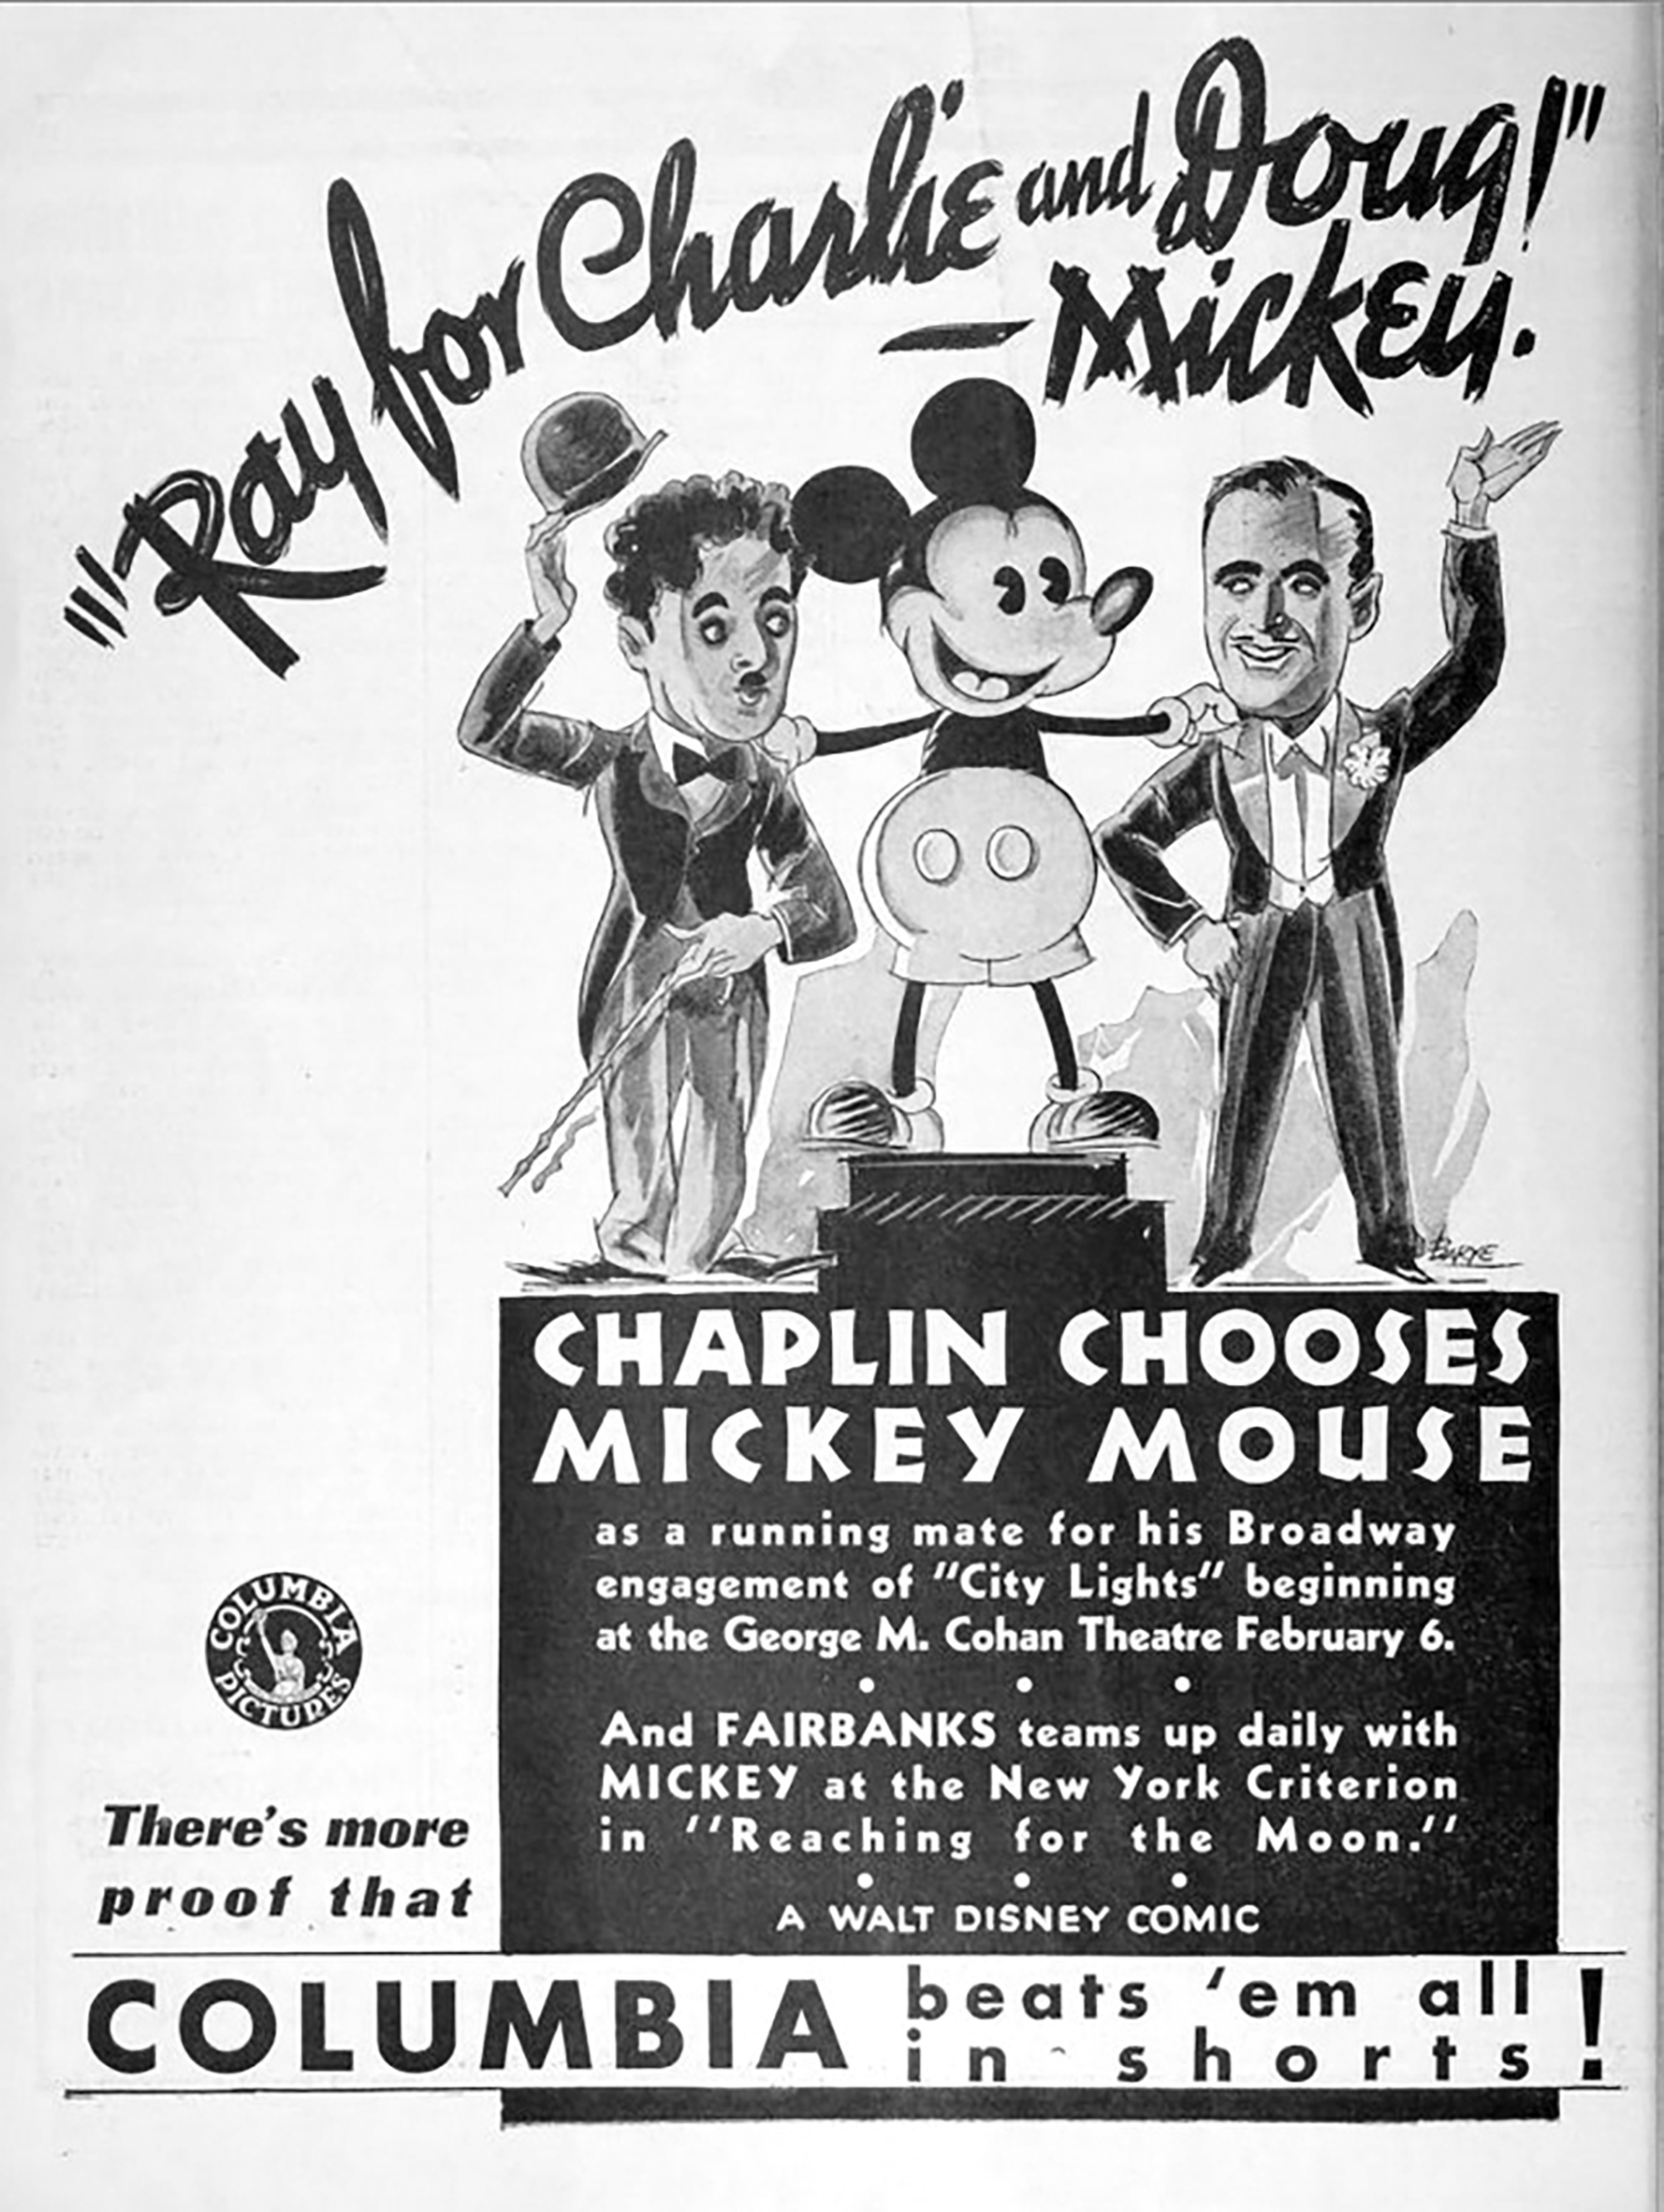 "'Ray for Charlie and Doug!"
— Mickey.
Burke
CHAPLIN CHOOSES
MICKEY MOUSE
as a running mate for his Broadway
engagement of "City Lights" beginning
at the George M. Cohan Theatre February 6.
• • •
And FAIRBANKS teams up daily with
MICKEY at the New York Criterion
in "Reaching for the Moon."
• • •
A WALT DISNEY COMIC
COLUMBIA
PICTURES
There's more
proof that
COLUMBIA beats 'em all
in shorts!